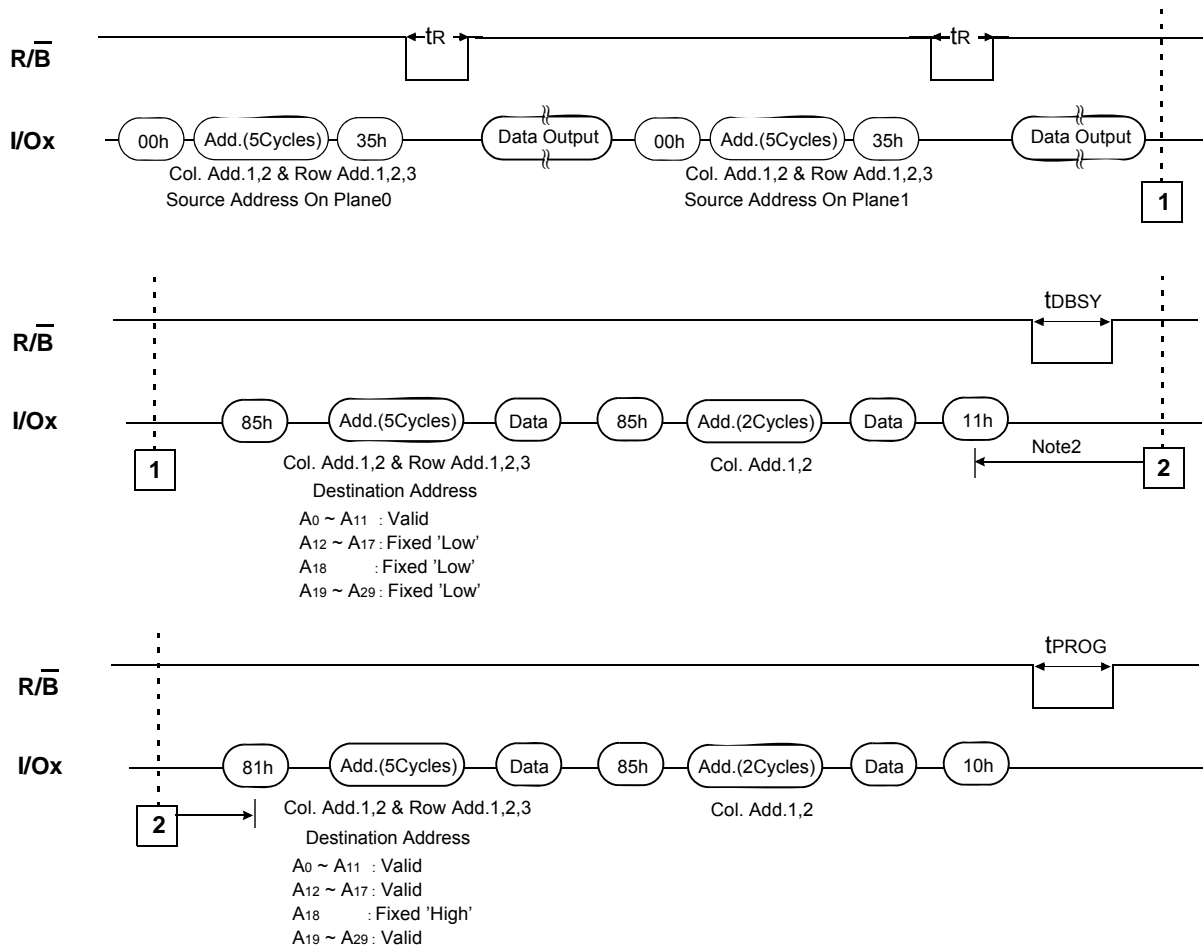 1
tR tR
R/B
I/Ox 00h Add.(5Cycles) 35h Data Output 00h Add.(5Cycles) 35h Data Output
Col. Add.1,2 & Row Add.1,2,3 Col. Add.1,2 & Row Add.1,2,3
Source Address On Plane0 Source Address On Plane1
1
tDBSY
R/B
I/Ox 85h Add.(5Cycles) Data 85h Add.(2Cycles) Data 11h
1 Col. Add.1,2 & Row Add.1,2,3 Col. Add.1,2 Note2 2
Destination Address
A0 ~ A11 : Valid
A12 ~ A17 : Fixed ’Low’
A18 : Fixed ’Low’
A19 ~ A29 : Fixed ’Low’
tPROG
R/B
I/Ox 81h Add.(5Cycles) Data 85h Add.(2Cycles) Data 10h
2 Col. Add.1,2 & Row Add.1,2,3 Col. Add.1,2
Destination Address
A0 ~ A11 : Valid
A12 ~ A17 : Valid
A18 : Fixed ’High’
A19 ~ A29 : Valid